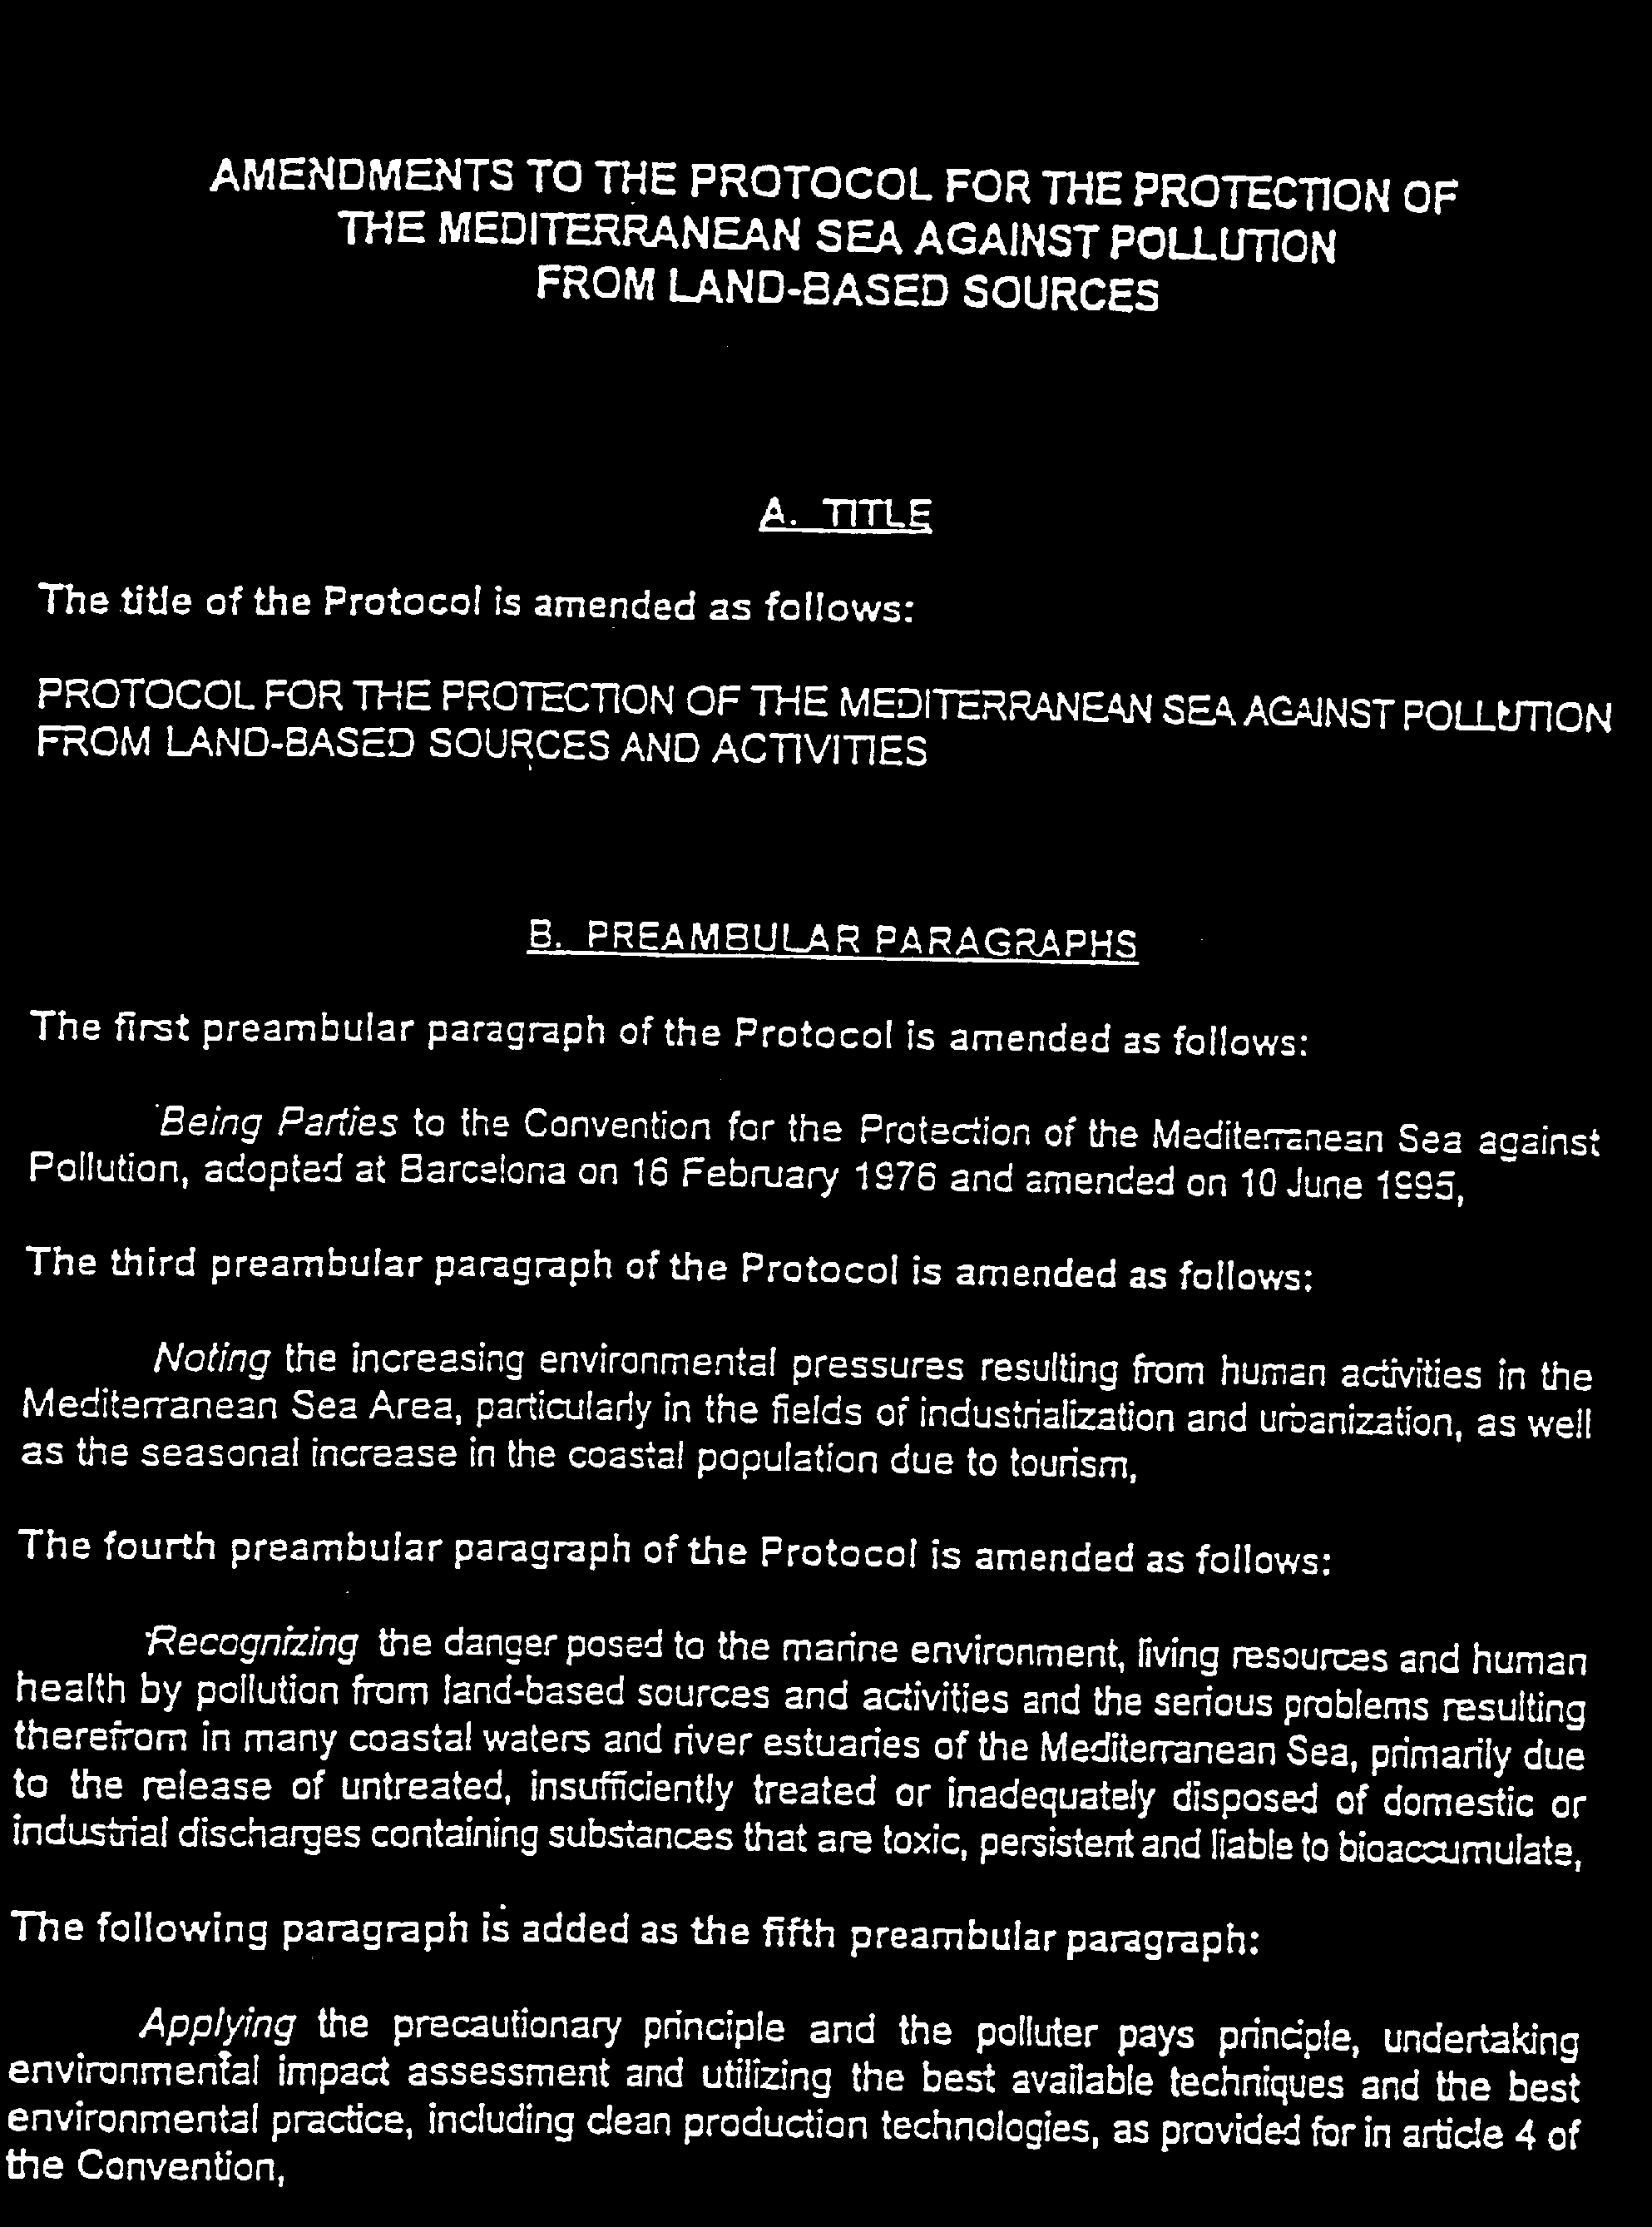 AMENDMENTS TO THE PROTOCOL FOR THE PROTECTION OF
THE MEDITERRANEAN SEA AGAINST POLLUTION
FROM LAND-BASED SOURCES
A. TITLE
The title of the Protocol is amended as follows:
PROTOCOL FOR THE PROTECTION OF THE MEDITERRANEAN SEA AGAINST POLLUTION
FROM LAND-BASED SOURCES AND ACTIVITIES
B. PREAMBULAR PARAGRAPHS
The first preambular paragraph of the Protocol is amended as follows:
Being Parties to the Convention for the Protection of the Mediterranean Sea against
Pollution, adopted at Barcelona on 16 February 1976 and amended on 10 June 1995,
The third preambular paragraph of the Protocol is amended as follows:
Noting the increasing environmental pressures resulting from human activities in the
Mediterranean Sea Area, particularly in the fields of industrialization and urbanization, as well
as the seasonal increase in the coastal population due to tourism,
The fourth preambular paragraph of the Protocol is amended as follows:
Recognizing the danger posed to the marine environment, living resources and human
health by pollution from land-based sources and activities and the serious problems resulting
therefrom in many coastal waters and river estuaries of the Mediterranean Sea, primarily due
to the release of untreated, insufficiently treated or inadequately disposed of domestic or
industrial discharges containing substances that are toxic, persistent and liable to bioaccumulate,
The following paragraph is added as the fifth preambular paragraph:
Applying the precautionary principle and the polluter pays principle, undertaking
environmental impact assessment and utilizing the best available techniques and the best
environmental practice, including clean production technologies, as provided for in article 4 of
the Convention,